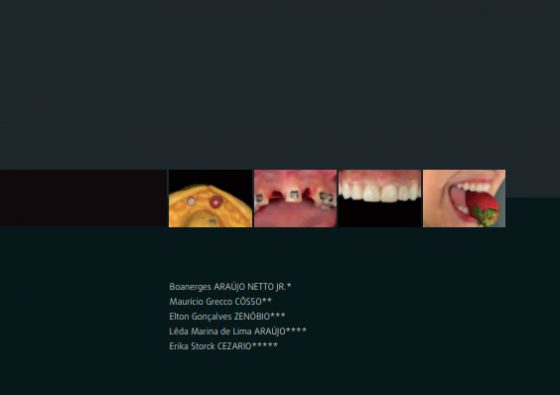 Boanerges ARAÚJO NETTO JR.*
Maurício Grecco CÔSSO**
Elton Gonçalves ZENÓBIO***
Lêda Marina de Lima ARAÚJO****
Erika Storck CEZARIO*****